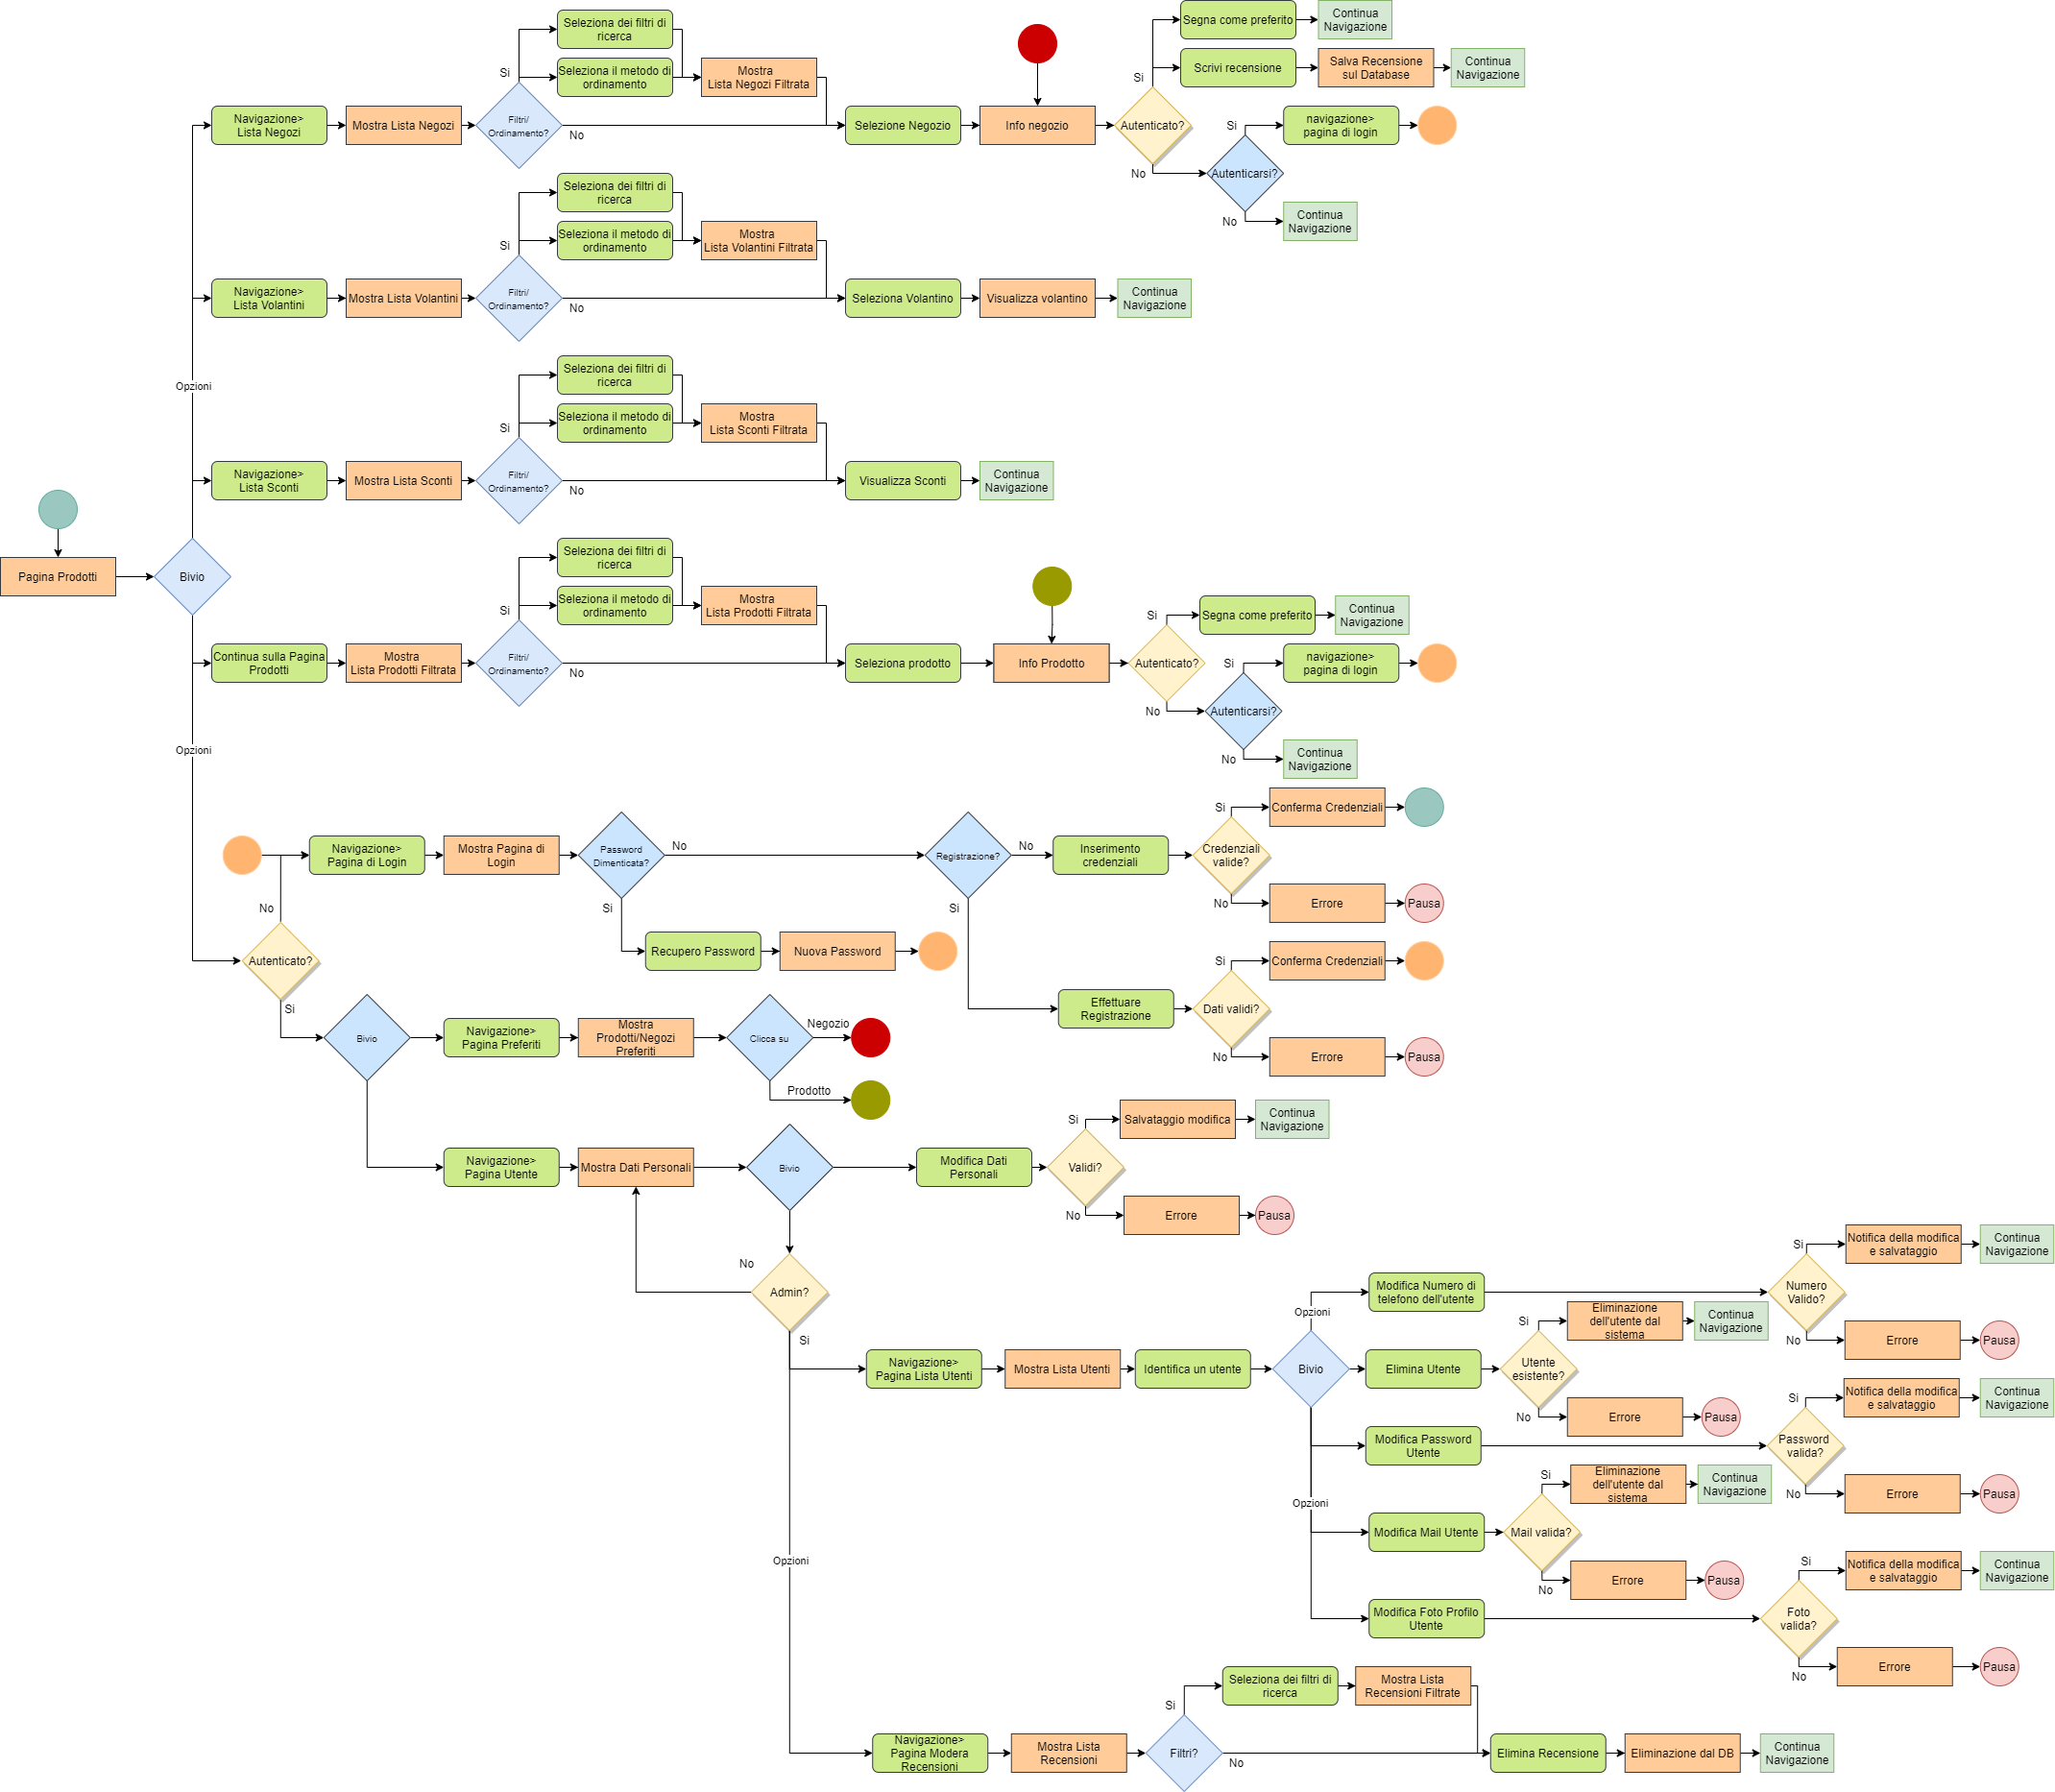 Seleziona dei filtri di
ricerca
Si
Seleziona il metodo di
ordinamento
Mostra
Lista Negozi Filtrata
Navigazione>
Lista Negozi
Mostra Lista Negozi
Filtri/
Ordinamento?
No
Selezione Negozio
Info negozio
Autenticato?
Si
Segna come preferito
Continua
Navigazione
Scrivi recensione
Salva Recensione
sul Database
Continua
Navigazione
No
Autenticarsi?
Si
navigazione>
pagina di login
No
Continua
Navigazione
Seleziona dei filtri di
ricerca
Si
Seleziona il metodo di
ordinamento
Mostra
Lista Volantini Filtrata
Navigazione>
Lista Volantini
Mostra Lista Volantini
Filtri/
Ordinamento?
No
Seleziona Volantino
Visualizza volantino
Continua
Navigazione
Opzioni
Seleziona dei filtri di
ricerca
Si
Seleziona il metodo di
ordinamento
Mostra
Lista Sconti Filtrata
Navigazione>
Lista Sconti
Mostra Lista Sconti
Filtri/
Ordinamento?
No
Visualizza Sconti
Continua
Navigazione
Pagina Prodotti
Bivio
Seleziona dei filtri di
ricerca
Si
Seleziona il metodo di
ordinamento
Mostra
Lista Prodotti Filtrata
Continua sulla Pagina
Prodotti
Mostra
Lista Prodotti Filtrata
Filtri/
Ordinamento?
No
Seleziona prodotto
Info Prodotto
Autenticato?
Si
Segna come preferito
Continua
Navigazione
No
Autenticarsi?
Si
navigazione>
pagina di login
No
Continua
Navigazione
Opzioni
Navigazione>
Pagina di Login
Mostra Pagina di
Login
Password
Dimenticata?
No
Registrazione?
No
Inserimento
credenziali
Credenziali
valide?
Si
Conferma Credenziali
No
Errore
Pausa
Si
Recupero Password
Nuova Password
Si
Effettuare
Registrazione
Dati validi?
Si
Conferma Credenziali
No
Errore
Pausa
No
Autenticato?
Si
Bivio
Navigazione>
Pagina Preferiti
Mostra
Prodotti/Negozi
Preferiti
Clicca su
Negozio
Prodotto
Navigazione>
Pagina Utente
Mostra Dati Personali
Bivio
Modifica Dati
Personali
Validi?
Si
Salvataggio modifica
Continua
Navigazione
No
Errore
Pausa
No
Admin?
Si
Navigazione>
Pagina Lista Utenti
Mostra Lista Utenti
Identifica un utente
Bivio
Opzioni
Modifica Numero di
telefono dell'utente
Numero
Valido?
Si
Notifica della modifica
e salvataggio
Continua
Navigazione
No
Errore
Pausa
Elimina Utente
Utente
esistente?
Si
Eliminazione
dell'utente dal
sistema
Continua
Navigazione
No
Errore
Pausa
Modifica Password
Utente
Password
valida?
Si
Notifica della modifica
e salvataggio
Continua
Navigazione
No
Errore
Pausa
Opzioni
Modifica Mail Utente
Mail valida?
Si
Eliminazione
dell'utente dal
sistema
Continua
Navigazione
No
Errore
Pausa
Modifica Foto Profilo
Utente
Foto
valida?
Si
Notifica della modifica
e salvataggio
Continua
Navigazione
No
Errore
Pausa
Opzioni
Navigazione>
Pagina Modera
Recensioni
Mostra Lista
Recensioni
Filtri?
Si
Seleziona dei filtri di
ricerca
Mostra Lista
Recensioni Filtrate
No
Elimina Recensione
Eliminazione dal DB
Continua
Navigazione